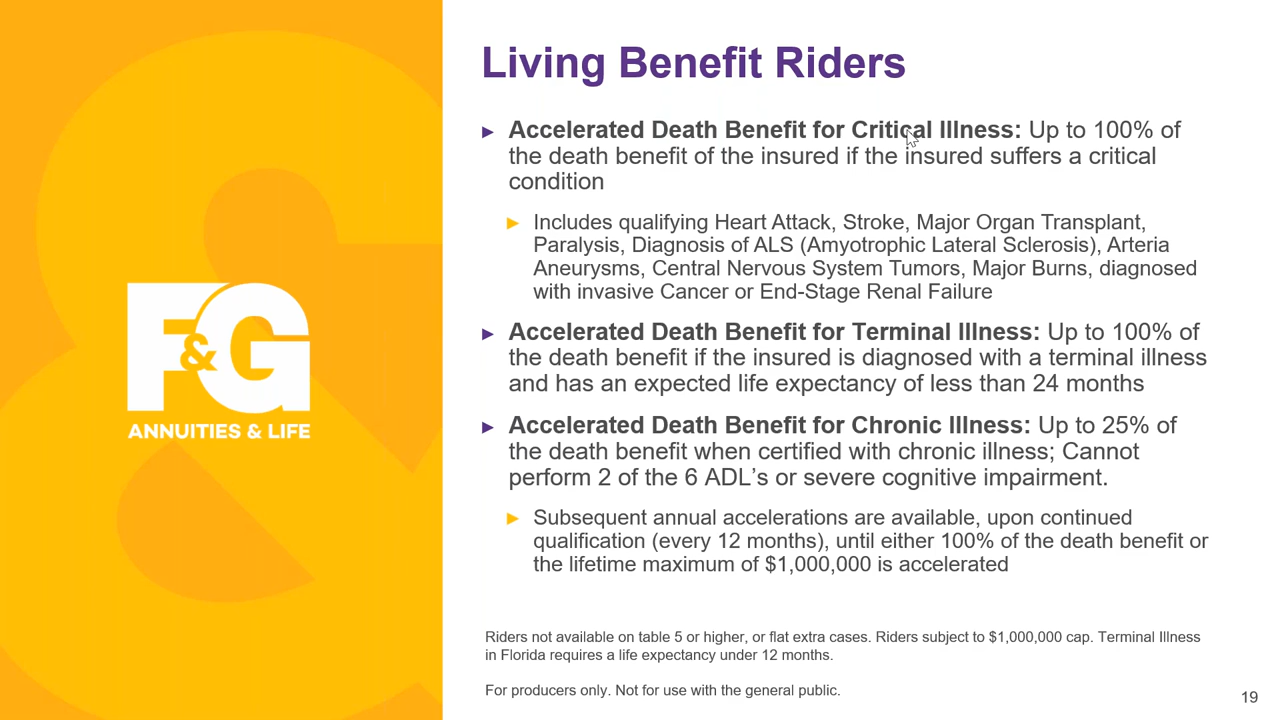 Living Benefit Riders
► Accelerated Death Benefit for Critical Illness: Up to 100% of
the death benefit of the insured if the insured suffers a critical
condition
► Includes qualifying Heart Attack, Stroke, Major Organ Transplant,
Paralysis, Diagnosis of ALS (Amyotrophic Lateral Sclerosis), Arteria
Aneurysms, Central Nervous System Tumors, Major Burns, diagnosed
with invasive Cancer or End-Stage Renal Failure
► Accelerated Death Benefit for Terminal Illness: Up to 100% of
the death benefit if the insured is diagnosed with a terminal illness
and has an expected life expectancy of less than 24 months
► Accelerated Death Benefit for Chronic Illness: Up to 25% of
the death benefit when certified with chronic illness; Cannot
perform 2 of the 6 ADL’s or severe cognitive impairment.
► Subsequent annual accelerations are available, upon continued
qualification (every 12 months), until either 100% of the death benefit or
the lifetime maximum of $1,000,000 is accelerated
Riders not available on table 5 or higher, or flat extra cases. Riders subject to $1,000,000 cap. Terminal Illness
in Florida requires a life expectancy under 12 months.
For producers only. Not for use with the general public.
19
F&G
ANNUITIES & LIFE